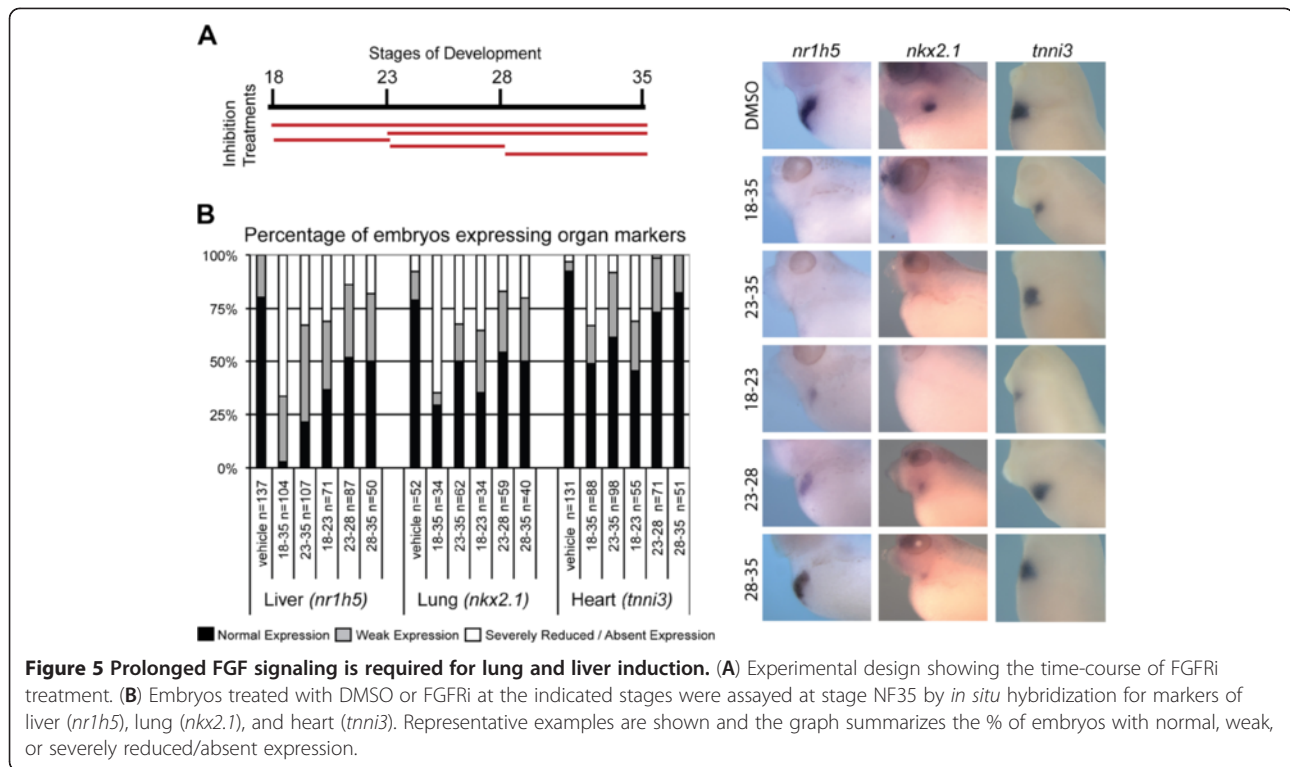 A
Stages of Development
18 23 28 35
Inhibition
Treatments
B
Percentage of embryos expressing organ markers
100%
75%
50%
25%
0%
vehicle n=137
18-35 n=104
23-35 n=107
18-23 n=71
23-28 n=87
28-35 n=50
vehicle n=52
18-35 n=34
23-35 n=62
18-23 n=34
23-28 n=59
28-35 n=40
vehicle n=131
18-35 n=88
23-35 n=98
18-23 n=55
23-28 n=71
28-35 n=51
Liver (nr1h5) Lung (nkx2.1) Heart (tnni3)
Normal Expression Weak Expression Severely Reduced / Absent Expression
nr1h5 nkx2.1 tnni3
DMSO
18-35
23-35
18-23
23-28
28-35
Figure 5 Prolonged FGF signaling is required for lung and liver induction. (A) Experimental design showing the time-course of FGFRi
treatment. (B) Embryos treated with DMSO or FGFRi at the indicated stages were assayed at stage NF35 by in situ hybridization for markers of
liver (nr1h5), lung (nkx2.1), and heart (tnni3). Representative examples are shown and the graph summarizes the % of embryos with normal, weak,
or severely reduced/absent expression.